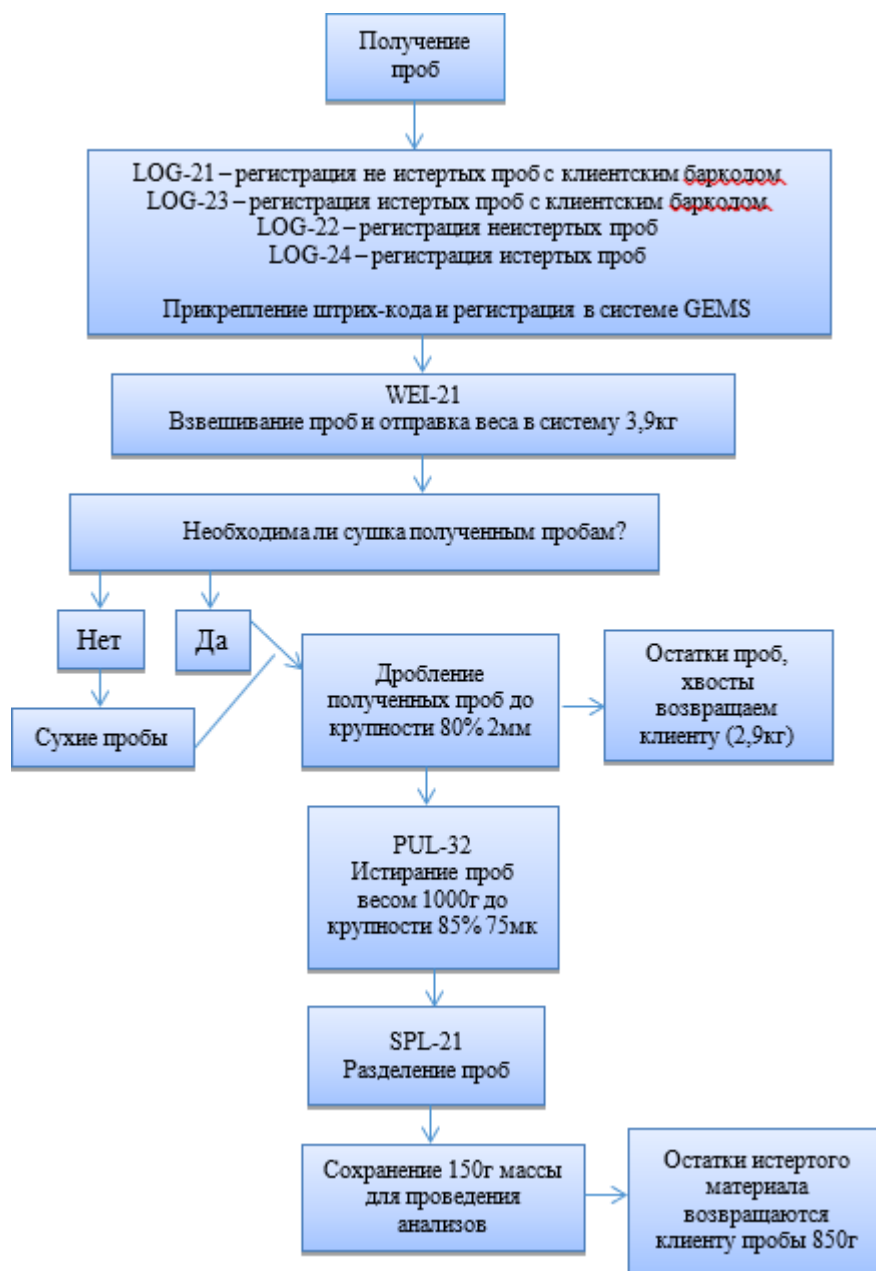 Получение
проб
LOG-21 – регистрация не истертых проб с клиентским баркодом
LOG-23 – регистрация истертых проб с клиентским баркодом
LOG-22 – регистрация неистертых проб
LOG-24 – регистрация истертых проб
Прикрепление штрих-кода и регистрация в системе GEMS
WEI-21
Взвешивание проб и отправка веса в систему 3,9кг
Необходима ли сушка полученным пробам?
Нет
Да
Сухие пробы
Дробление
полученных проб до
крупности 80% 2мм
Остатки проб,
хвосты
возвращаем
клиенту (2,9кг)
PUL-32
Истирание проб
весом 1000г до
крупности 85% 75мк
SPL-21
Разделение проб
Сохранение 150г массы
для проведения
анализов
Остатки истертого
материала
возвращаются
клиенту пробы 850г